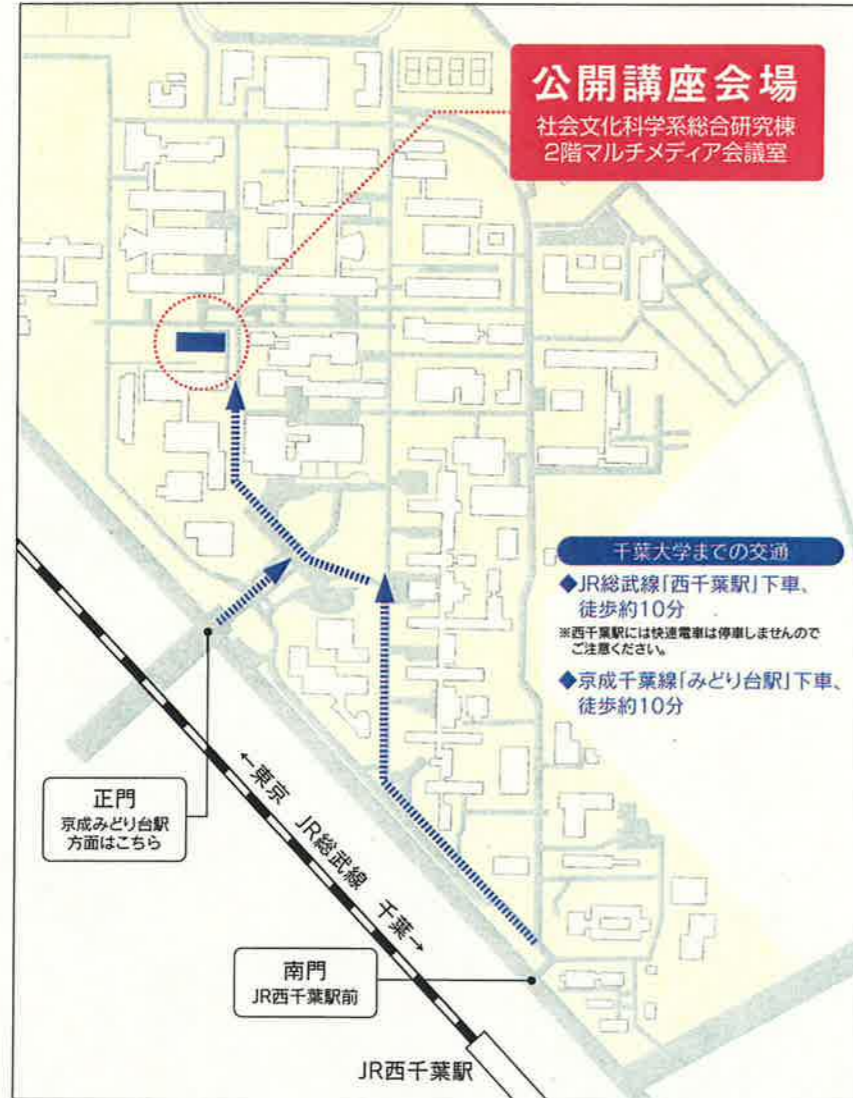 公開講座会場
社会文化科学系総合研究棟
2階マルチメディア会議室
千葉大学までの交通
◆JR総武線「西千葉駅」下車、
徒歩約10分
※西千葉駅には快速電車は停車しませんので
ご注意ください。
◆京成千葉線「みどり台駅」下車、
徒歩約10分
正門
京成みどり台駅
方面はこちら
←東京 JR総武線 千葉→
南門
JR西千葉駅前
JR西千葉駅